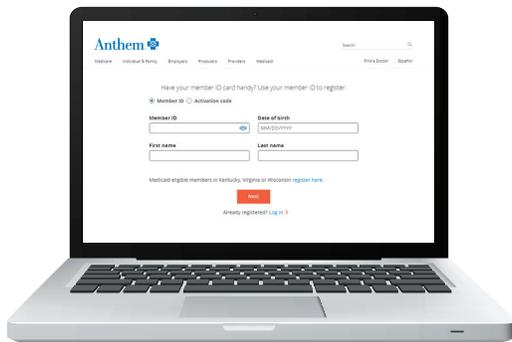 Anthem
Search
Medicare Individual & Family Employers Producers Providers Medicaid Find a Doctor Español
Have your member ID card handy? Use your member ID to register.
Member ID Activation code
Member ID Date of birth
MM/DD/YYYY
First name Last name
Medicaid eligible members in Kentucky, Virginia or Wisconsin register here.
Next
Already registered? Log in >